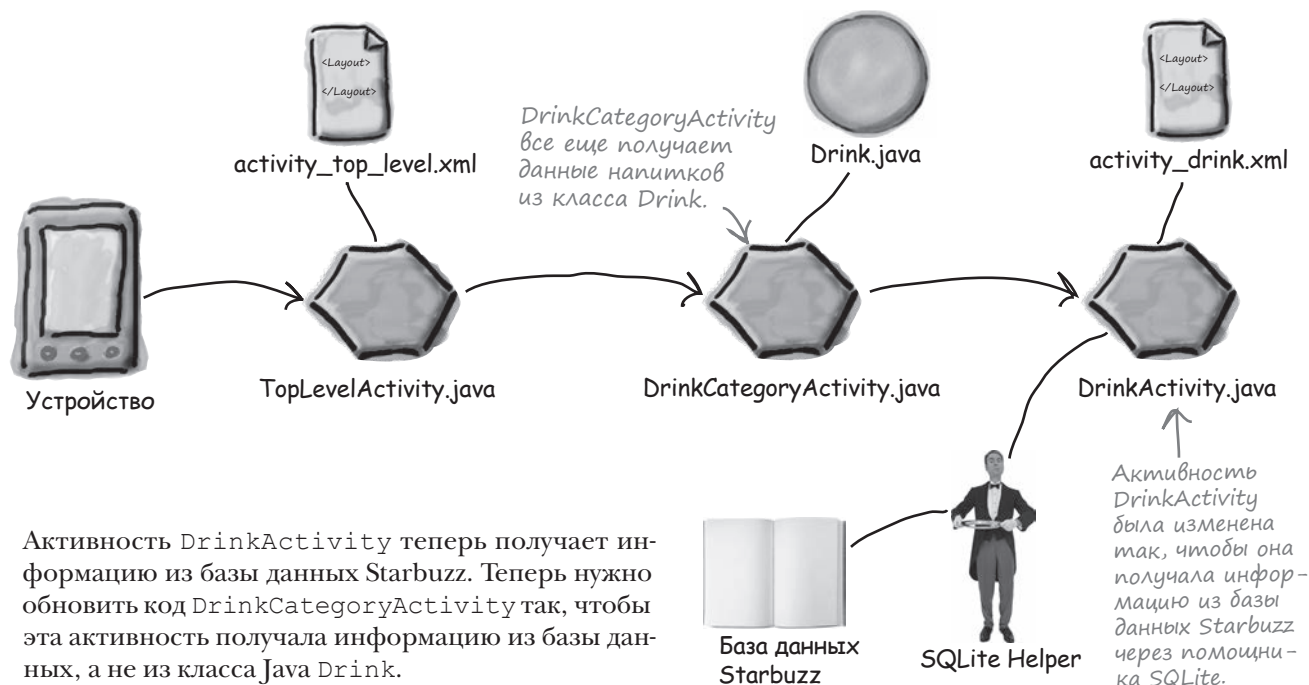 <Layout>
</Layout>
activity_top_level.xml
DrinkCategoryActivity
все еще получает
данные напитков
из класса Drink.
Drink.java
<Layout>
</Layout>
activity_drink.xml
Устройство
TopLevelActivity.java
DrinkCategoryActivity.java
DrinkActivity.java
Активность DrinkActivity теперь получает ин-
формацию из базы данных Starbuzz. Теперь нужно
обновить код DrinkCategoryActivity так, чтобы
эта активность получала информацию из базы дан-
ных, а не из класса Java Drink.
База данных
Starbuzz
SQLite Helper
Активность
DrinkActivity
была изменена
так, чтобы она
получала инфор-
мацию из базы
данных Starbuzz
через помощни-
ка SQLite.